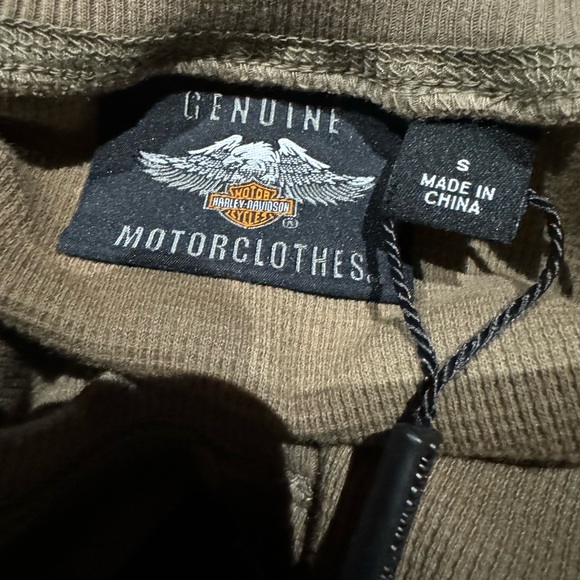 GENUINE
MOTOR
HARLEY-DAVIDSON
CYCLES
®
MOTORCLOTHES
S
MADE IN
CHINA